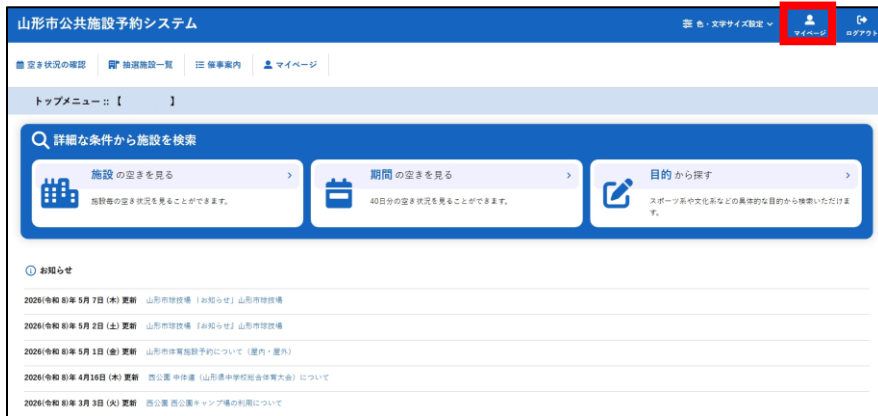 山形市公共施設予約システム
色・文字サイズ設定
マイページ
ログアウト
空き状況の確認
抽選施設一覧
催事案内
マイページ
トップメニュー :: 【 】
詳細な条件から施設を検索
施設 の空きを見る
施設毎の空き状況を見ることができます。
期間 の空きを見る
40日分の空き状況を見ることができます。
目的 から探す
スポーツ系や文化系などの具体的な目的から検索いただけま
す。
お知らせ
2026(令和 8)年 5月 7日 (木) 更新 山形市球技場 「お知らせ」山形市球技場
2026(令和 8)年 5月 2日 (土) 更新 山形市球技場 『お知らせ』山形市球技場
2026(令和 8)年 5月 1日 (金) 更新 山形市体育施設予約について（屋内・屋外）
2026(令和 8)年 4月16日 (木) 更新 西公園 中体連（山形県中学校総合体育大会）について
2026(令和 8)年 3月 3日 (火) 更新 西公園 西公園キャンプ場の利用について